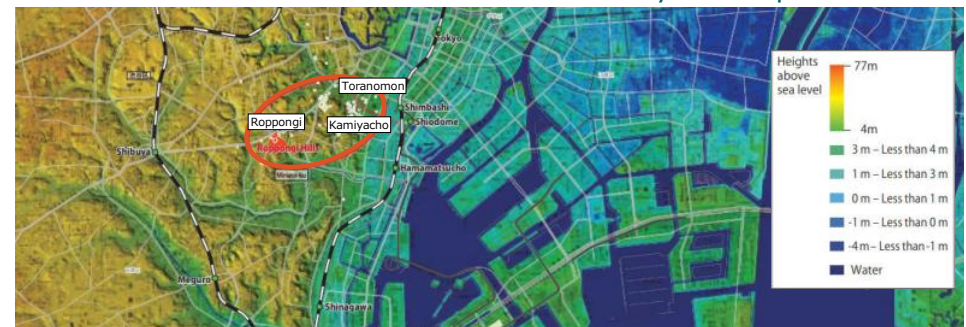 Tokyo
Toranomon
Roppongi
Kamiyacho
Shimbashi
Shiodome
Roppongi Hills
Shibuya
Hamamatsucho
Minato-ku
Meguro
Shinagawa
Heights
above
sea level
77m
4m
3 m – Less than 4 m
1 m – Less than 3 m
0 m – Less than 1 m
-1 m – Less than 0 m
-4 m – Less than -1 m
Water